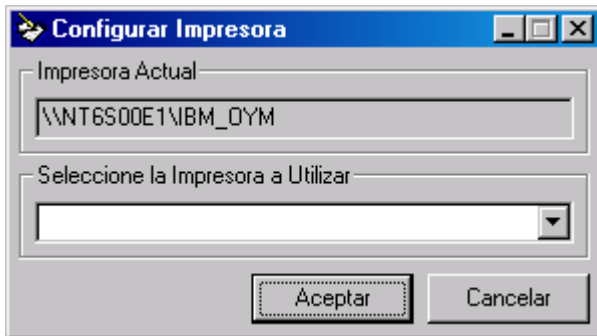 Configurar Impresora
Impresora Actual
\\NT6S00E1\IBM_OYM
Seleccione la Impresora a Utilizar
Aceptar
Cancelar